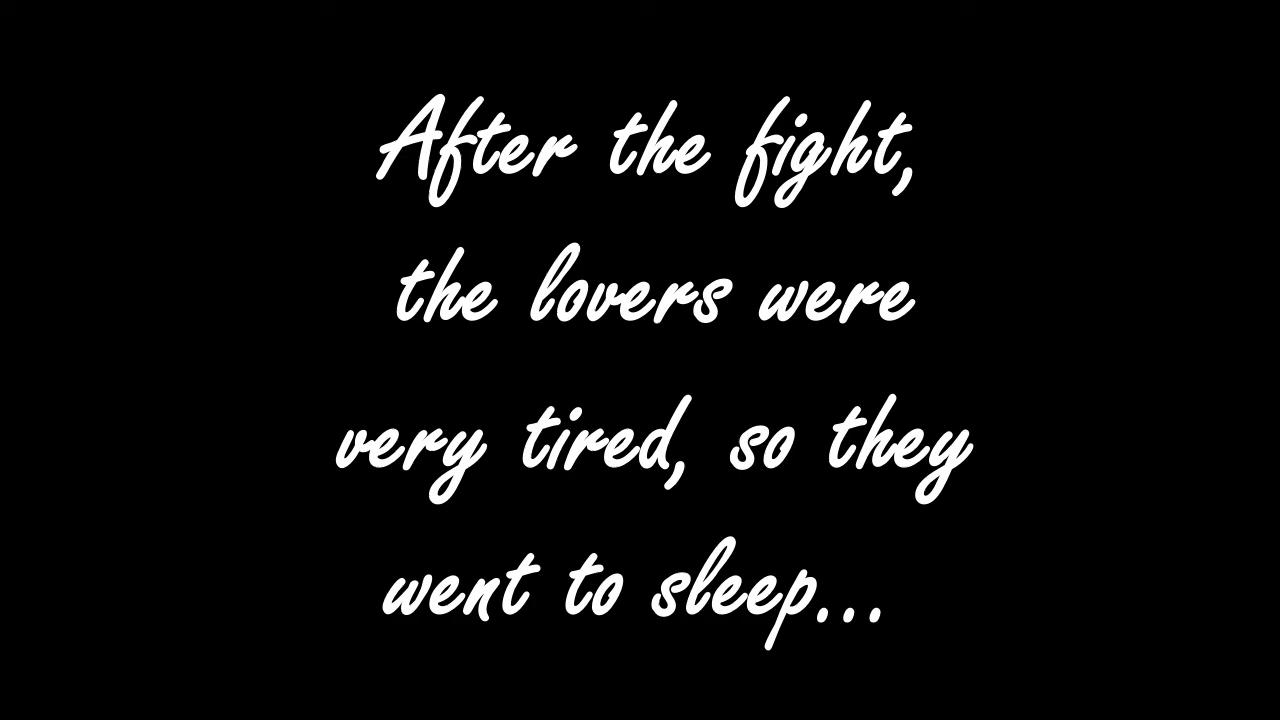 After the fight,
the lovers were
very tired, so they
went to sleep...